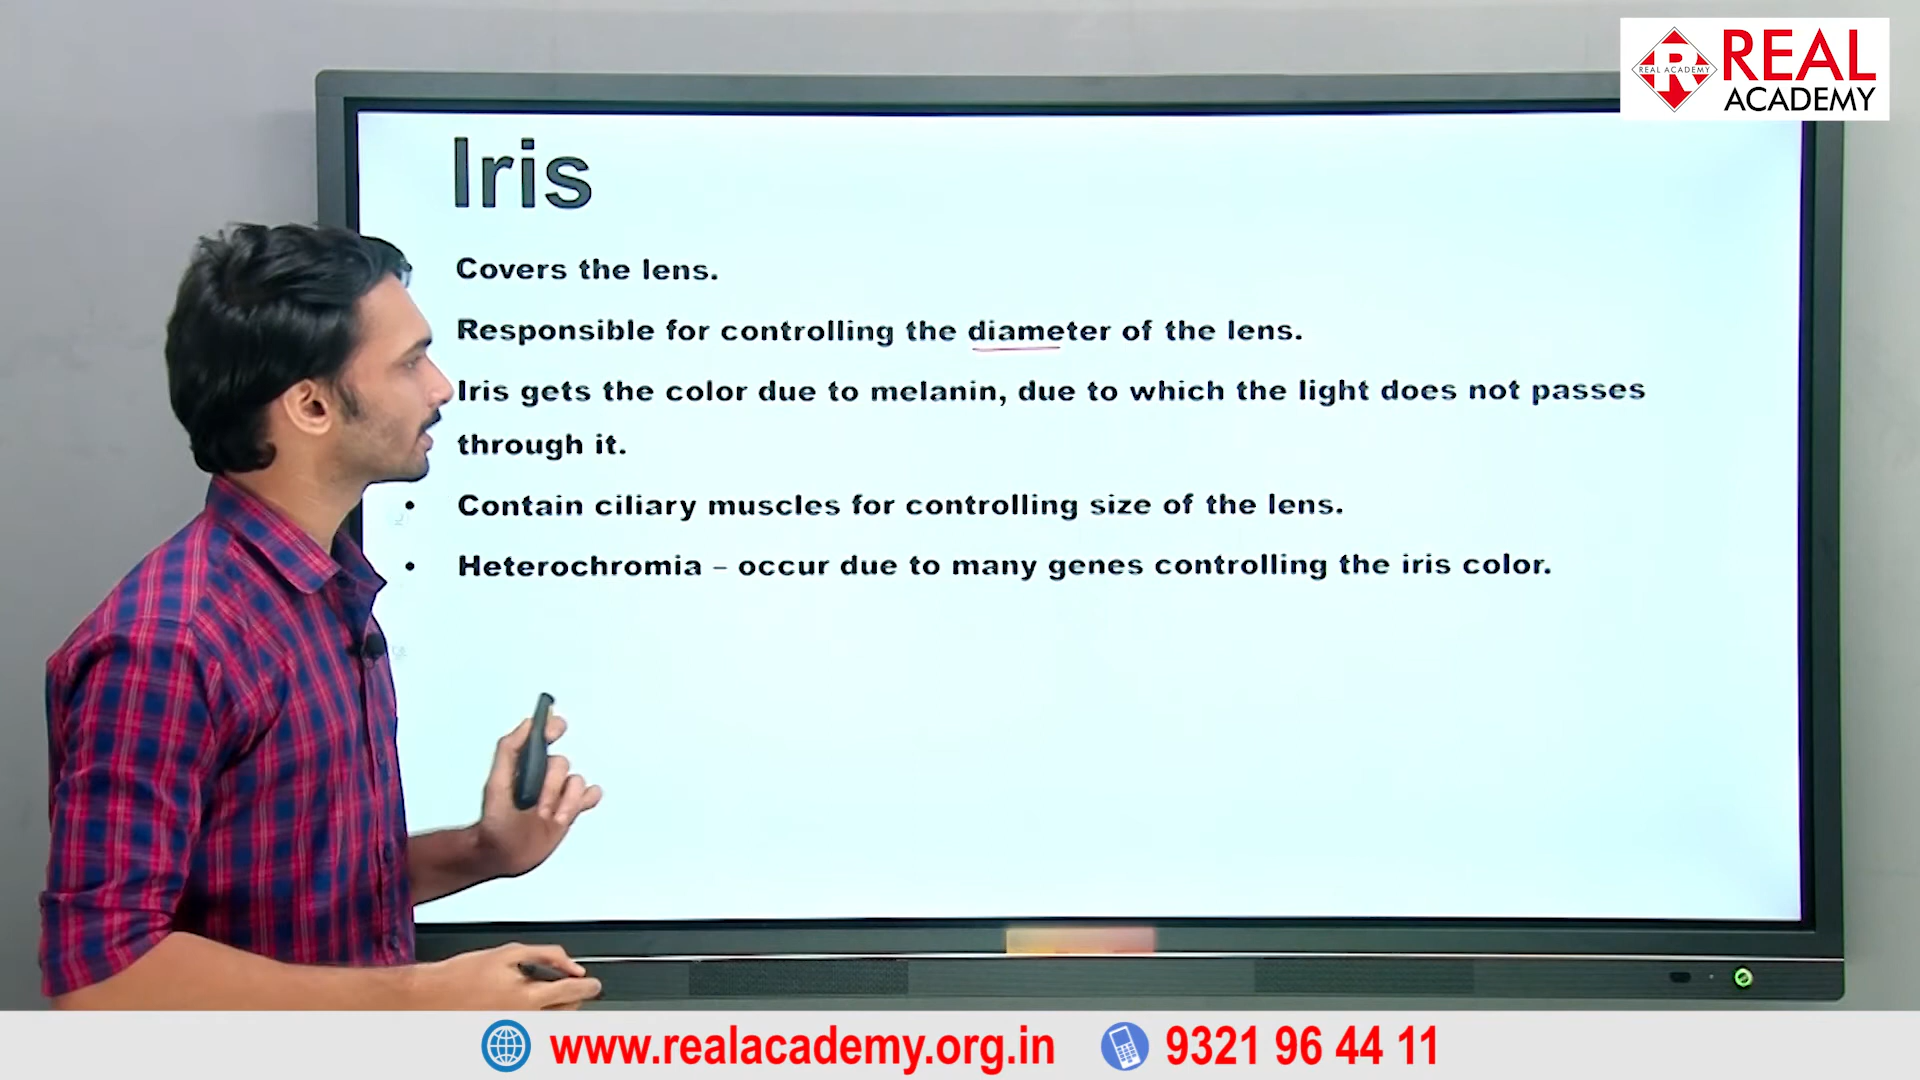 REAL ACADEMY
REAL
ACADEMY
Iris
Covers the lens.
Responsible for controlling the diameter of the lens.
Iris gets the color due to melanin, due to which the light does not passes
through it.
• Contain ciliary muscles for controlling size of the lens.
• Heterochromia – occur due to many genes controlling the iris color.
www.realacademy.org.in
9321 96 44 11